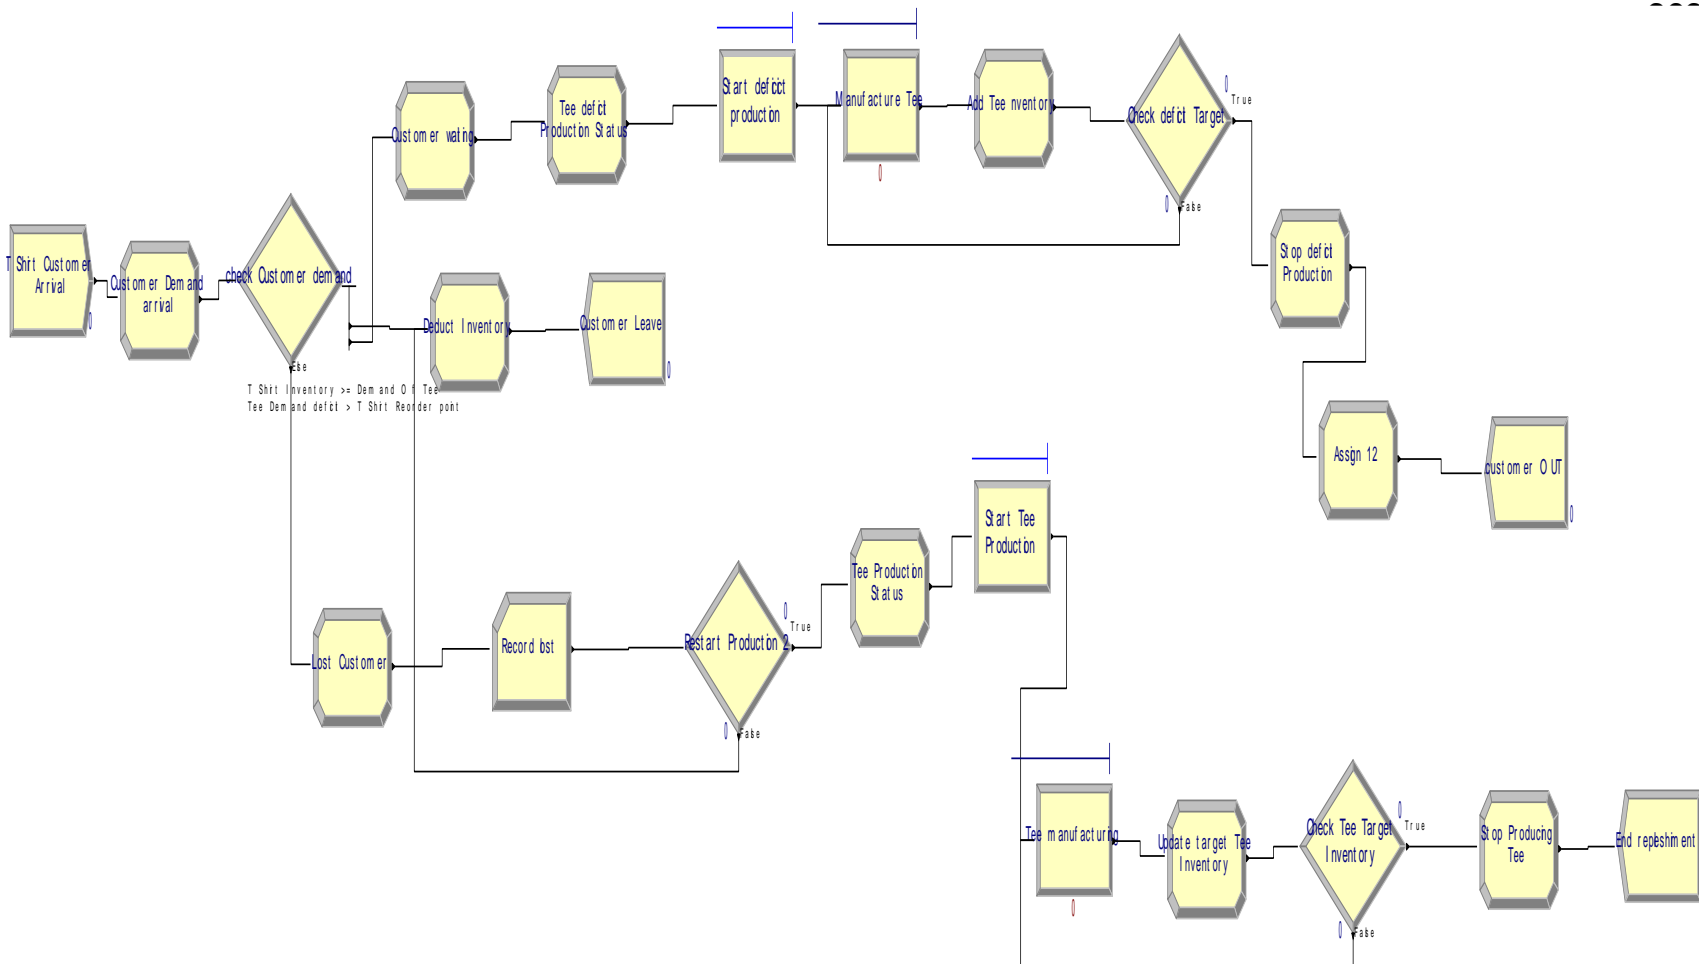 Start deficit
production
Manufacture Tee
0
Add Tee Inventory
Check deficit Target
0
True
0
False
Customer waiting
Tee deficit
Production Status
T Shirt Customer
Arrival
0
Customer Demand
arrival
check Customer demand
Else
T Shirt Inventory >= Demand Of Tee
Tee Demand deficit > T Shirt Reorder point
Deduct Inventory
Customer Leave
0
Stop deficit
Production
Assign 12
customer OUT
0
Lost Customer
Record lost
Restart Production 2
0
True
0
False
Tee Production
Status
Start Tee
Production
Tee manufacturing
0
Update target Tee
Inventory
Check Tee Target
Inventory
0
True
0
False
Stop Producing
Tee
End replenishment